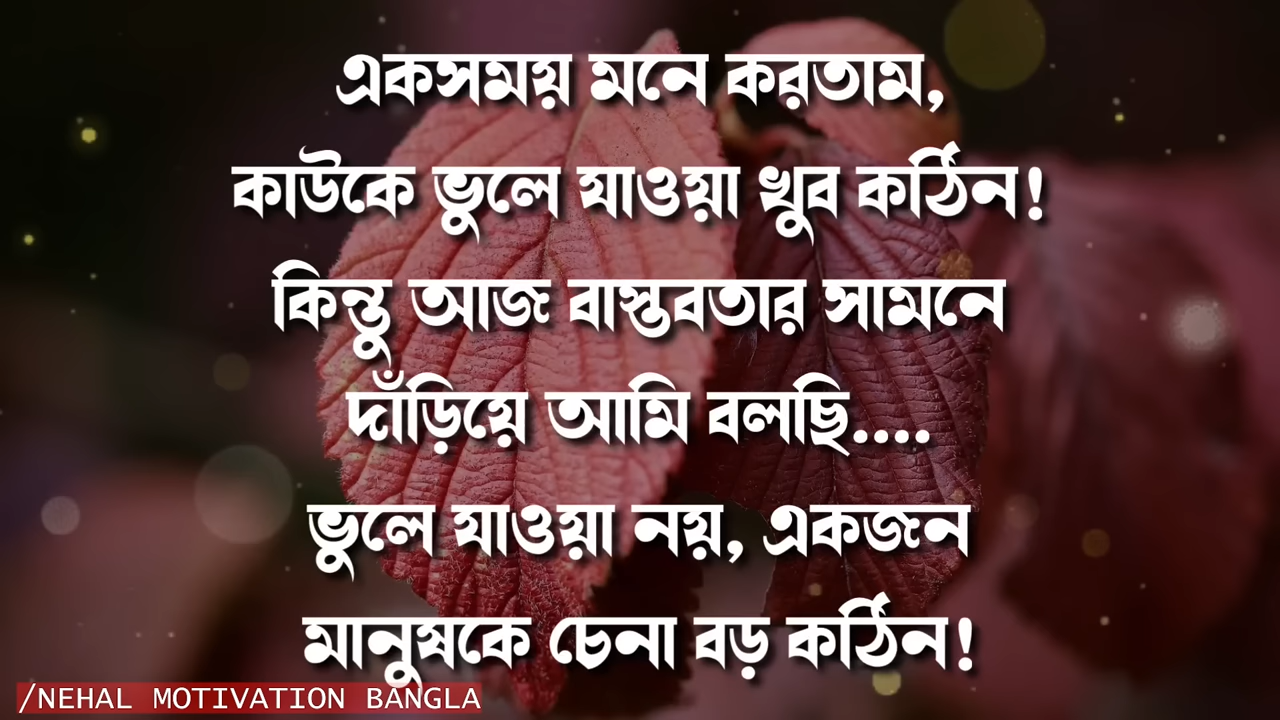 একসময় মনে করতাম,
কাউকে ভুলে যাওয়া খুব কঠিন!
কিন্তু আজ বাস্তবতার সামনে
দাঁড়িয়ে আমি বলছি....
ভুলে যাওয়া নয়, একজন
মানুষকে চেনা বড় কঠিন!
/NEHAL MOTIVATION BANGLA